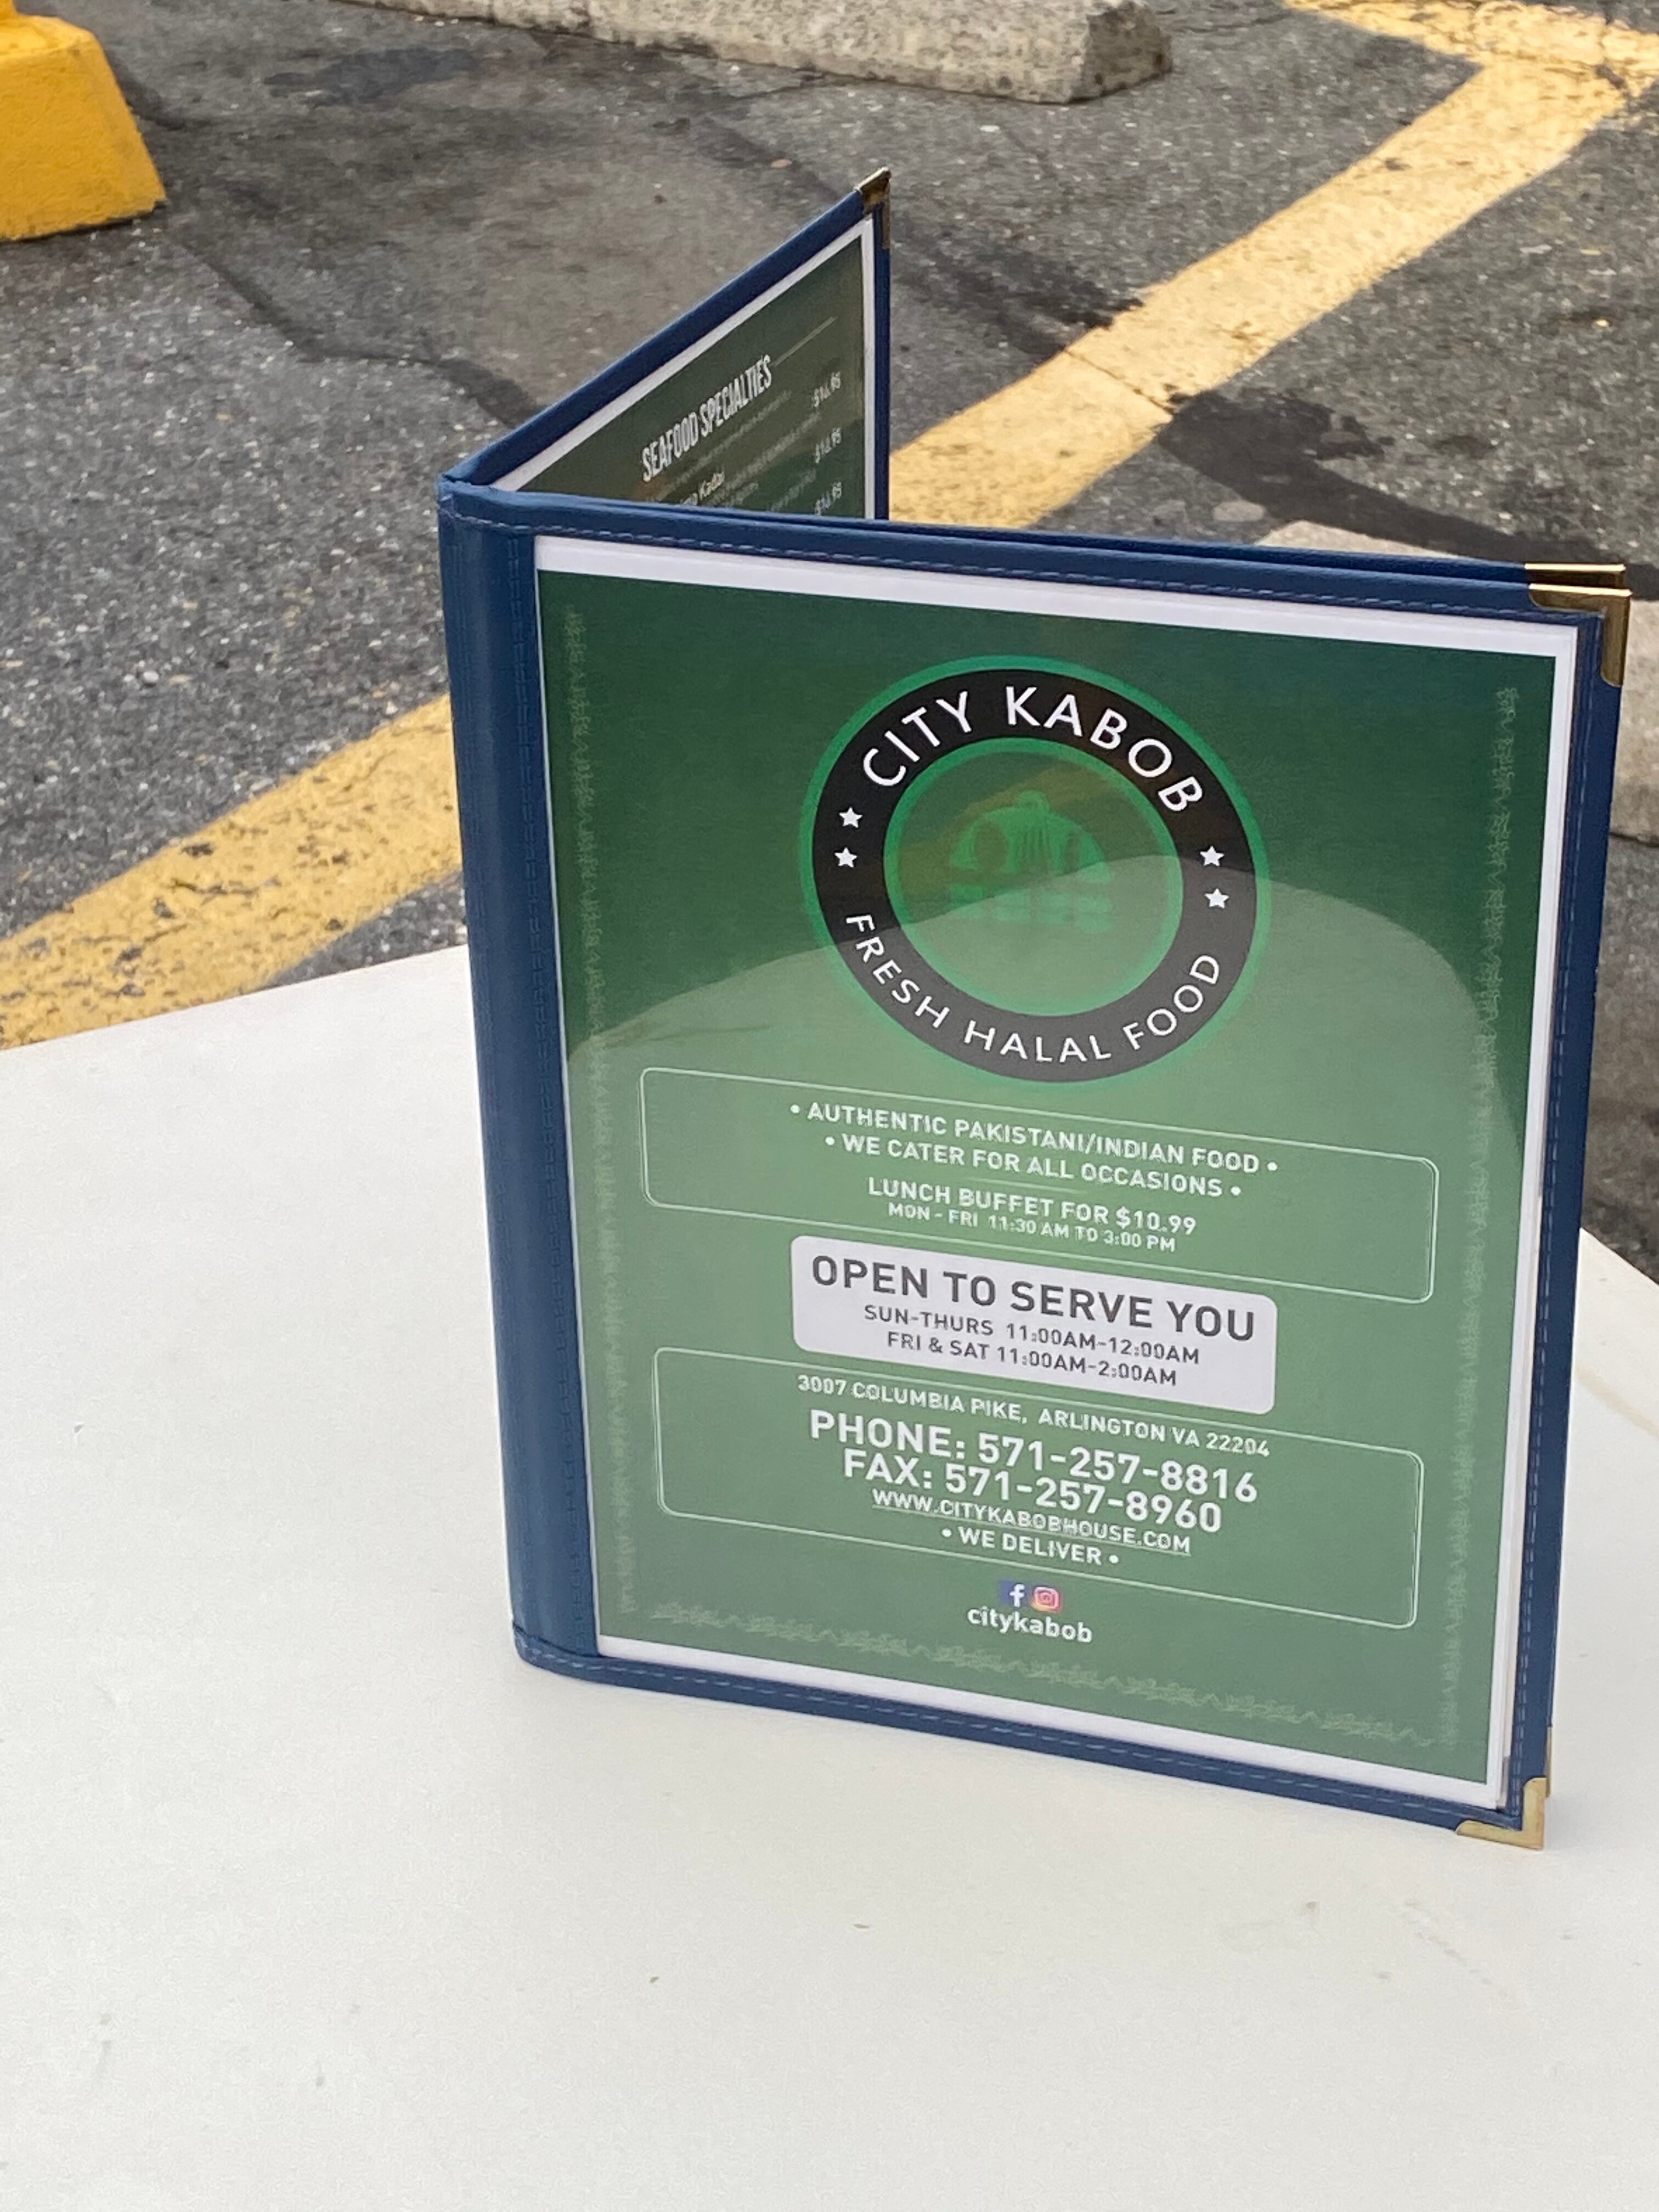 SEAFOOD SPECIALTIES
CITY KABOB
FRESH HALAL FOOD
• AUTHENTIC PAKISTANI/INDIAN FOOD •
• WE CATER FOR ALL OCCASIONS •
LUNCH BUFFET FOR $10.99
MON - FRI 11:30 AM TO 3:00 PM
OPEN TO SERVE YOU
SUN-THURS 11:00AM-12:00AM
FRI & SAT 11:00AM-2:00AM
3007 COLUMBIA PIKE, ARLINGTON VA 22204
PHONE: 571-257-8816
FAX: 571-257-8960
WWW.CITYKABOBHOUSE.COM
• WE DELIVER •
f
citykabob